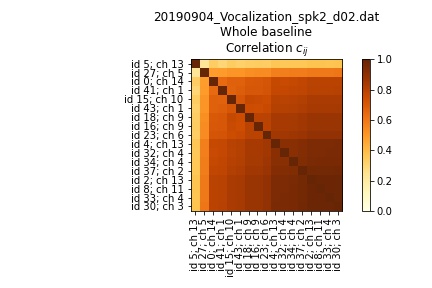 20190904_Vocalization_spk2_d02.dat
Whole baseline
Correlation c_ij
id 5; ch 13
id 27; ch 5
id 0; ch 14
id 41; ch 1
id 15; ch 10
id 43; ch 1
id 18; ch 9
id 16; ch 9
id 23; ch 6
id 4; ch 13
id 32; ch 4
id 34; ch 4
id 37; ch 2
id 2; ch 13
id 8; ch 11
id 33; ch 4
id 30; ch 3
1.0
0.8
0.6
0.4
0.2
0.0
id 5; ch 13
id 27; ch 5
id 0; ch 14
id 41; ch 1
id 15; ch 10
id 43; ch 1
id 18; ch 9
id 16; ch 9
id 23; ch 6
id 4; ch 13
id 32; ch 4
id 34; ch 4
id 37; ch 2
id 2; ch 13
id 8; ch 11
id 33; ch 4
id 30; ch 3